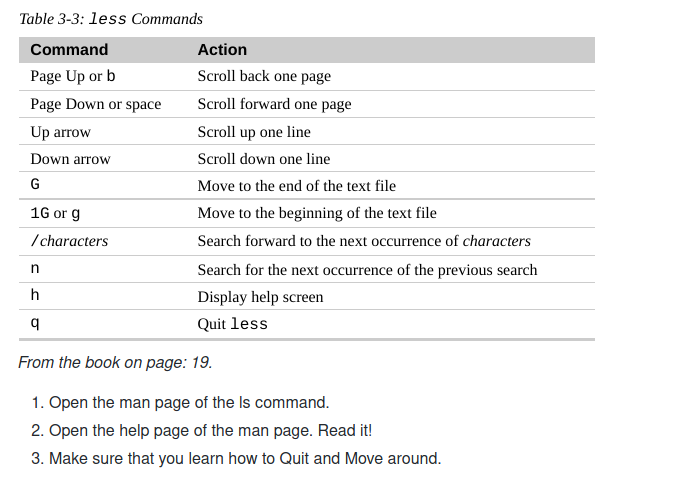 Table 3-3: less Commands
Command Action
Page Up or b Scroll back one page
Page Down or space Scroll forward one page
Up arrow Scroll up one line
Down arrow Scroll down one line
G Move to the end of the text file
1G or g Move to the beginning of the text file
/characters Search forward to the next occurrence of characters
n Search for the next occurrence of the previous search
h Display help screen
q Quit less
From the book on page: 19.
1. Open the man page of the ls command.
2. Open the help page of the man page. Read it!
3. Make sure that you learn how to Quit and Move around.